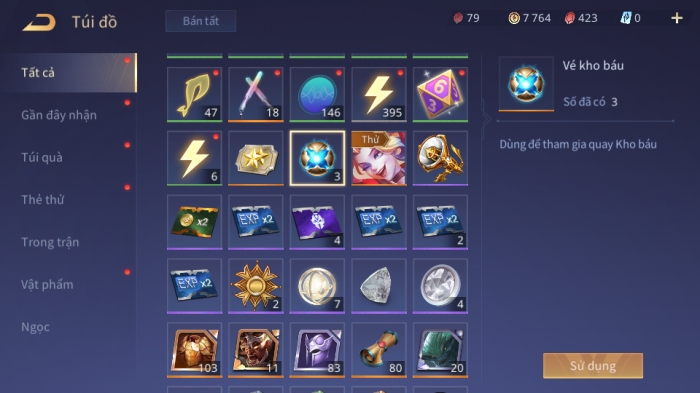 Túi đồ
Bán tất
79
7 764
423
0
Tất cả
Gần đây nhận
Túi quà
Thẻ thử
Trong trận
Vật phẩm
Ngọc
47
18
146
395
6
6
3
Thử
x2
EXP x2
4
EXP x2
EXP x2
2
EXP x2
2
7
4
103
11
83
80
20
Vé kho báu
Số đã có 3
Dùng để tham gia quay Kho báu
Sử dụng